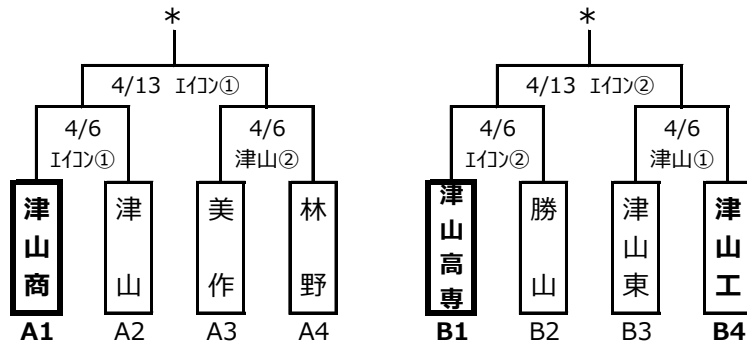 * *
4/13 ｴｲｺﾝ① 4/13 ｴｲｺﾝ②
4/6 4/6 4/6 4/6
ｴｲｺﾝ① 津山② ｴｲｺﾝ② 津山①
津山商 津山 美作 林野 津山高専 勝山 津山東 津山工
A1 A2 A3 A4 B1 B2 B3 B4